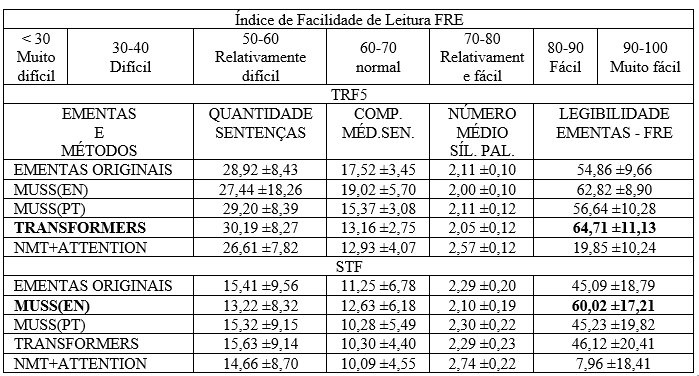 Índice de Facilidade de Leitura FRE
< 30 Muito difícil | 30-40 Difícil | 50-60 Relativamente difícil | 60-70 normal | 70-80 Relativament e fácil | 80-90 Fácil | 90-100 Muito fácil
TRF5
EMENTAS E MÉTODOS | QUANTIDADE SENTENÇAS | COMP. MÉD.SEN. | NÚMERO MÉDIO SÍL. PAL. | LEGIBILIDADE EMENTAS - FRE
EMENTAS ORIGINAIS | 28,92 ±8,43 | 17,52 ±3,45 | 2,11 ±0,10 | 54,86 ±9,66
MUSS(EN) | 27,44 ±18,26 | 19,02 ±5,70 | 2,00 ±0,10 | 62,82 ±8,90
MUSS(PT) | 29,20 ±8,39 | 15,37 ±3,08 | 2,11 ±0,12 | 56,64 ±10,28
TRANSFORMERS | 30,19 ±8,27 | 13,16 ±2,75 | 2,05 ±0,12 | 64,71 ±11,13
NMT+ATTENTION | 26,61 ±7,82 | 12,93 ±4,07 | 2,57 ±0,12 | 19,85 ±10,24
STF
EMENTAS ORIGINAIS | 15,41 ±9,56 | 11,25 ±6,78 | 2,29 ±0,20 | 45,09 ±18,79
MUSS(EN) | 13,22 ±8,32 | 12,63 ±6,18 | 2,10 ±0,19 | 60,02 ±17,21
MUSS(PT) | 15,32 ±9,15 | 10,28 ±5,49 | 2,30 ±0,22 | 45,23 ±19,82
TRANSFORMERS | 15,63 ±9,14 | 10,30 ±4,40 | 2,29 ±0,23 | 46,12 ±20,41
NMT+ATTENTION | 14,66 ±8,70 | 10,09 ±4,55 | 2,74 ±0,22 | 7,96 ±18,41